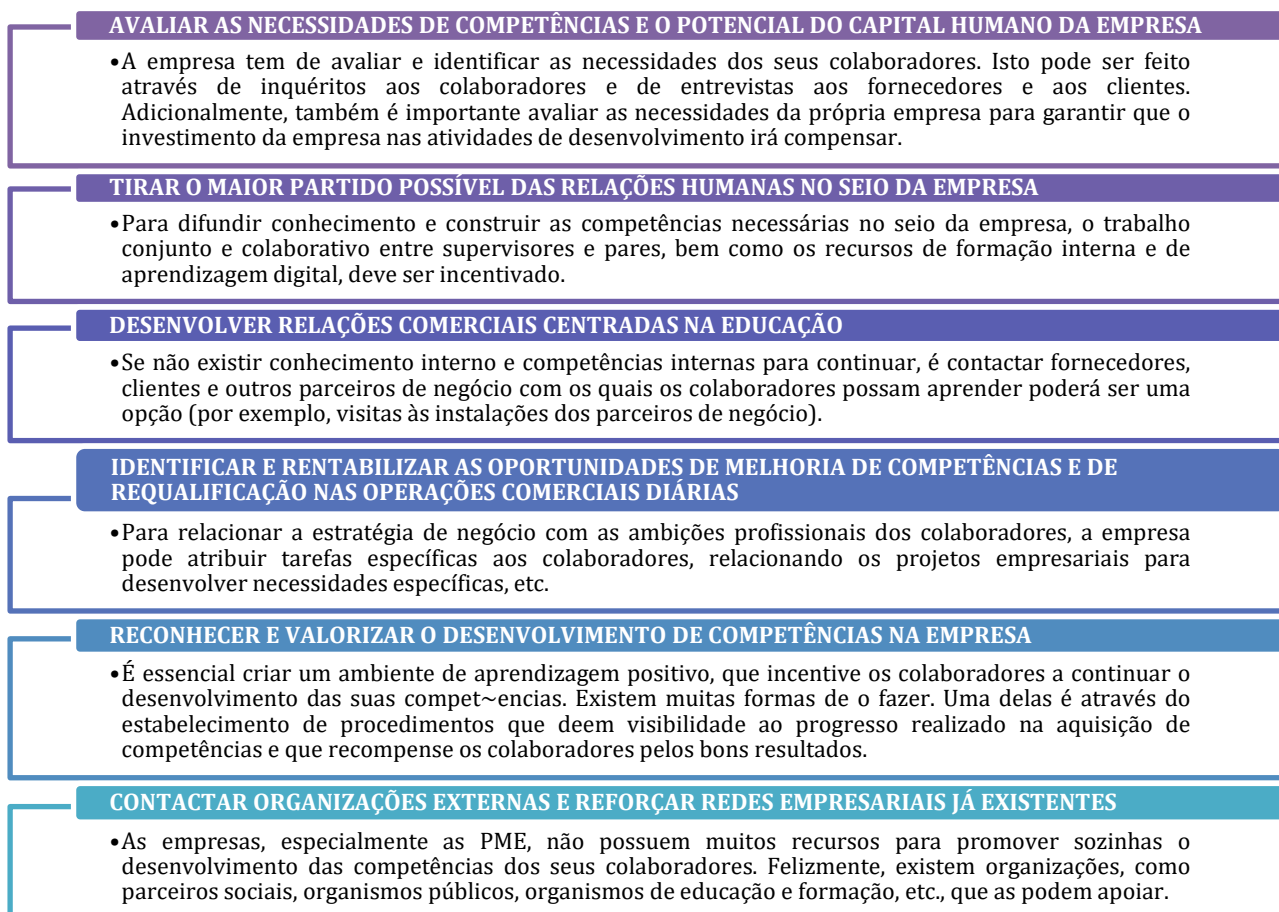 AVALIAR AS NECESSIDADES DE COMPETÊNCIAS E O POTENCIAL DO CAPITAL HUMANO DA EMPRESA
•A empresa tem de avaliar e identificar as necessidades dos seus colaboradores. Isto pode ser feito
através de inquéritos aos colaboradores e de entrevistas aos fornecedores e aos clientes.
Adicionalmente, também é importante avaliar as necessidades da própria empresa para garantir que o
investimento da empresa nas atividades de desenvolvimento irá compensar.
TIRAR O MAIOR PARTIDO POSSÍVEL DAS RELAÇÕES HUMANAS NO SEIO DA EMPRESA
•Para difundir conhecimento e construir as competências necessárias no seio da empresa, o trabalho
conjunto e colaborativo entre supervisores e pares, bem como os recursos de formação interna e de
aprendizagem digital, deve ser incentivado.
DESENVOLVER RELAÇÕES COMERCIAIS CENTRADAS NA EDUCAÇÃO
•Se não existir conhecimento interno e competências internas para continuar, é contactar fornecedores,
clientes e outros parceiros de negócio com os quais os colaboradores possam aprender poderá ser uma
opção (por exemplo, visitas às instalações dos parceiros de negócio).
IDENTIFICAR E RENTABILIZAR AS OPORTUNIDADES DE MELHORIA DE COMPETÊNCIAS E DE
REQUALIFICAÇÃO NAS OPERAÇÕES COMERCIAIS DIÁRIAS
•Para relacionar a estratégia de negócio com as ambições profissionais dos colaboradores, a empresa
pode atribuir tarefas específicas aos colaboradores, relacionando os projetos empresariais para
desenvolver necessidades específicas, etc.
RECONHECER E VALORIZAR O DESENVOLVIMENTO DE COMPETÊNCIAS NA EMPRESA
•É essencial criar um ambiente de aprendizagem positivo, que incentive os colaboradores a continuar o
desenvolvimento das suas compet~encias. Existem muitas formas de o fazer. Uma delas é através do
estabelecimento de procedimentos que deem visibilidade ao progresso realizado na aquisição de
competências e que recompense os colaboradores pelos bons resultados.
CONTACTAR ORGANIZAÇÕES EXTERNAS E REFORÇAR REDES EMPRESARIAIS JÁ EXISTENTES
•As empresas, especialmente as PME, não possuem muitos recursos para promover sozinhas o
desenvolvimento das competências dos seus colaboradores. Felizmente, existem organizações, como
parceiros sociais, organismos públicos, organismos de educação e formação, etc., que as podem apoiar.